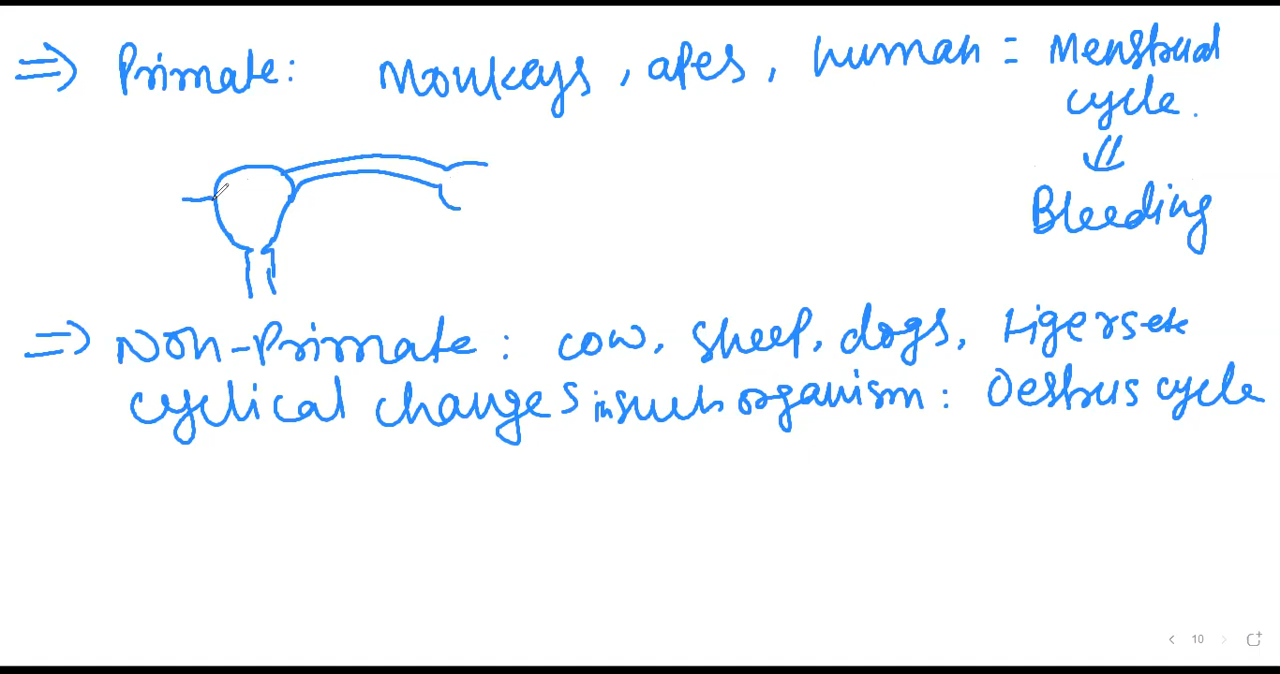 ⇒ Primate: Monkeys, apes, human = Menstrual
cycle.
⇓
Bleeding
⇒ Non-Primate: cow, sheep, dogs, tigers etc
cyclical changes in such organism: Oestrus cycle
< 10 >